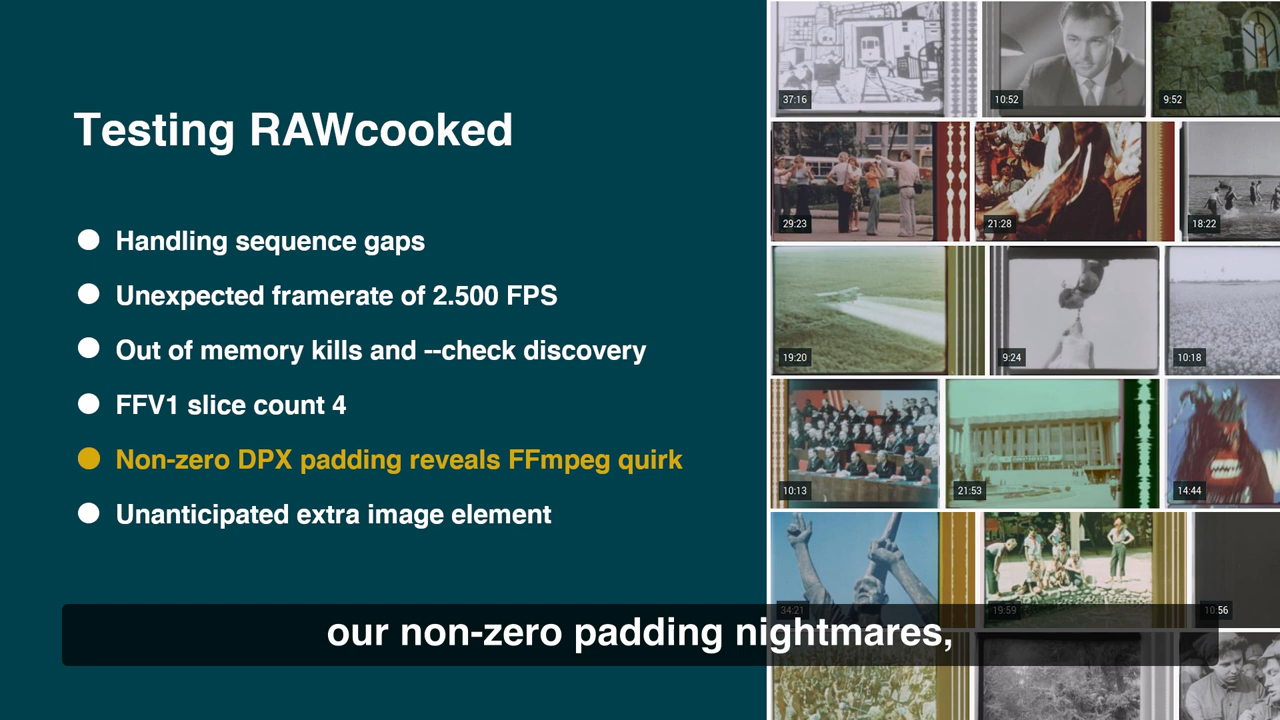 Testing RAWcooked
Handling sequence gaps
Unexpected framerate of 2.500 FPS
Out of memory kills and --check discovery
FFV1 slice count 4
Non-zero DPX padding reveals FFmpeg quirk
Unanticipated extra image element
37:16
10:52
9:52
29:23
21:28
18:22
19:20
9:24
10:18
10:13
21:53
14:44
34:21
19:59
10:56
our non-zero padding nightmares,